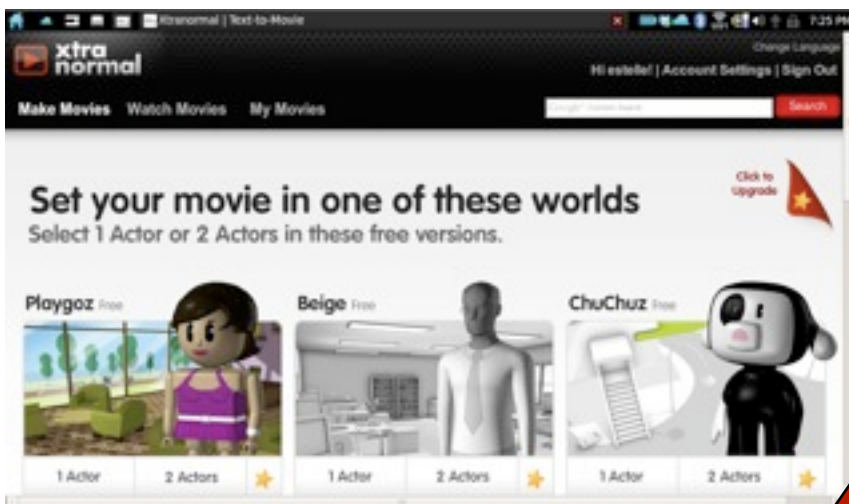 Xtranormal | Text-to-Movie
7:25 PM
xtra
normal
Change Language
Hi estelle! | Account Settings | Sign Out
Make Movies Watch Movies My Movies
Search
Click to
Upgrade
Set your movie in one of these worlds
Select 1 Actor or 2 Actors in these free versions.
Playgoz Free Beige Free ChuChuz Free
1 Actor 2 Actors 1 Actor 2 Actors 1 Actor 2 Actors